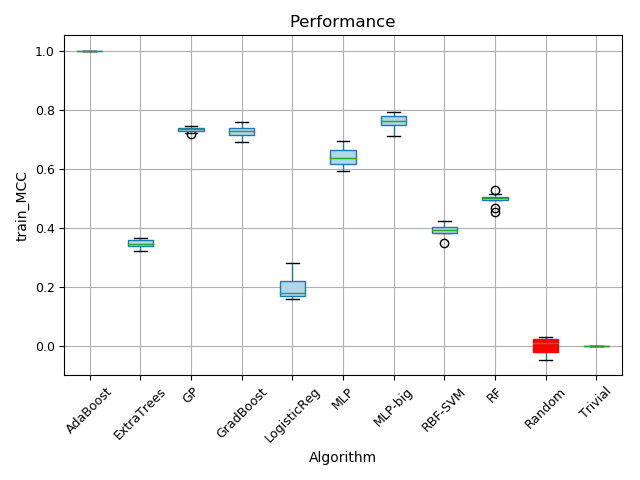 Performance
train_MCC
1.0
0.8
0.6
0.4
0.2
0.0
AdaBoost
ExtraTrees
GP
GradBoost
LogisticReg
MLP
MLP-big
RBF-SVM
RF
Random
Trivial
Algorithm